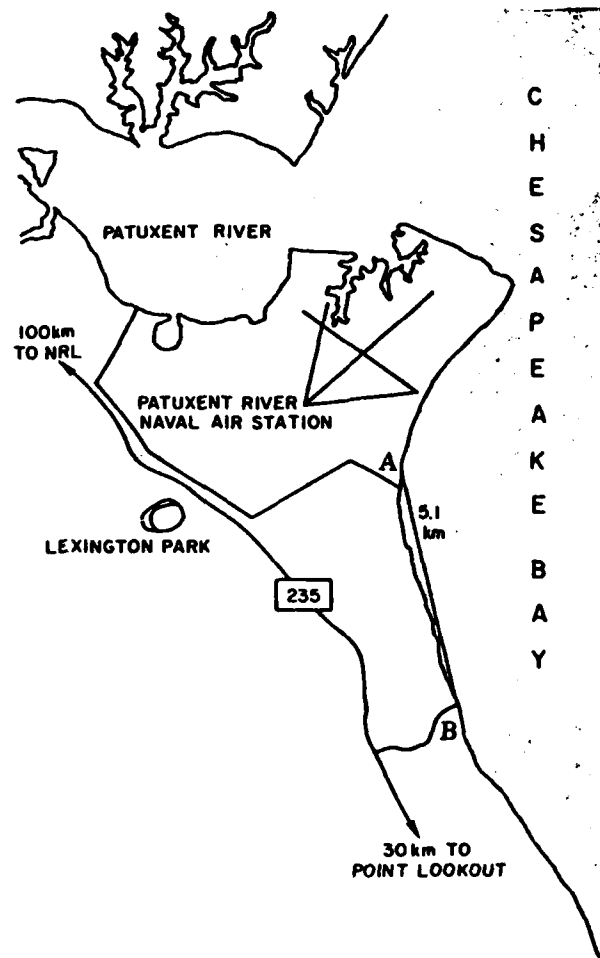 PATUXENT RIVER
100km
TO NRL
PATUXENT RIVER
NAVAL AIR STATION
A
5.1
km
LEXINGTON PARK
235
B
30km TO
POINT LOOKOUT
C
H
E
S
A
P
E
A
K
E
B
A
Y